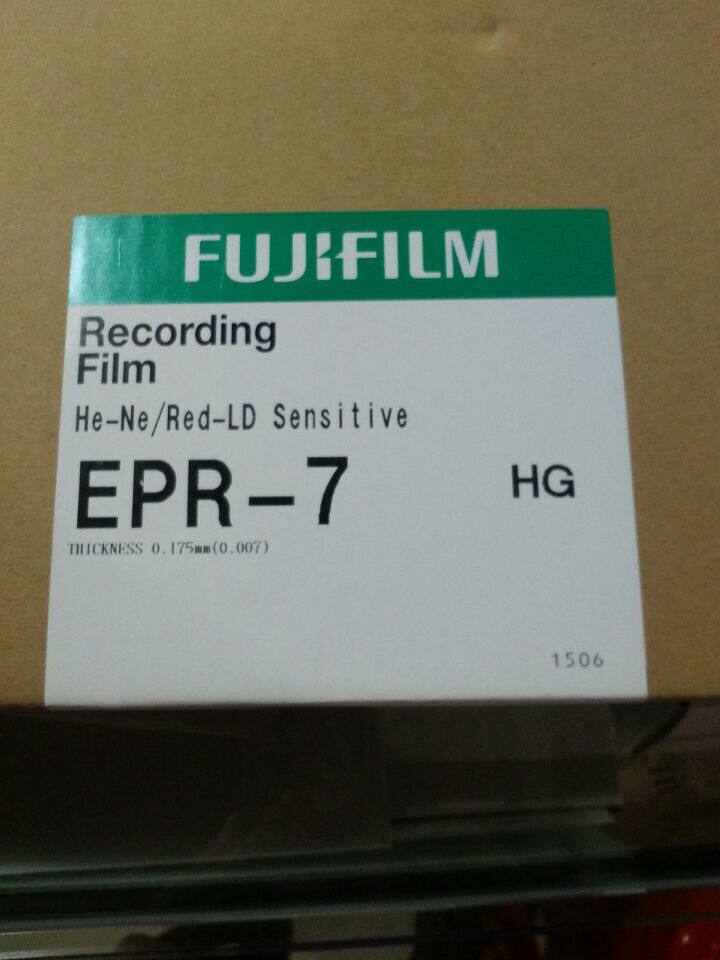 FUJIFILM
Recording
Film
He-Ne/Red-LD Sensitive
EPR-7 HG
THICKNESS 0.175mm(0.007)
1506